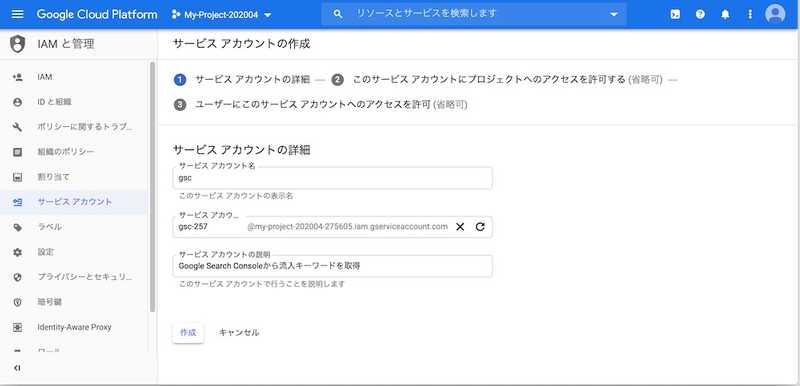 Google Cloud Platform
My-Project-202004
リソースとサービスを検索します
IAM と管理
IAM
ID と組織
ポリシーに関するトラブ...
組織のポリシー
割り当て
サービス アカウント
ラベル
設定
プライバシーとセキュリ...
暗号鍵
Identity-Aware Proxy
ロール
サービス アカウントの作成
1 サービス アカウントの詳細 — 2 このサービス アカウントにプロジェクトへのアクセスを許可する (省略可) —
3 ユーザーにこのサービス アカウントへのアクセスを許可 (省略可)
サービス アカウントの詳細
サービス アカウント名
gsc
このサービス アカウントの表示名
サービス アカウ...
gsc-257 @my-project-202004-275605.iam.gserviceaccount.com
サービス アカウントの説明
Google Search Consoleから流入キーワードを取得
このサービス アカウントで行うことを説明します
作成 キャンセル